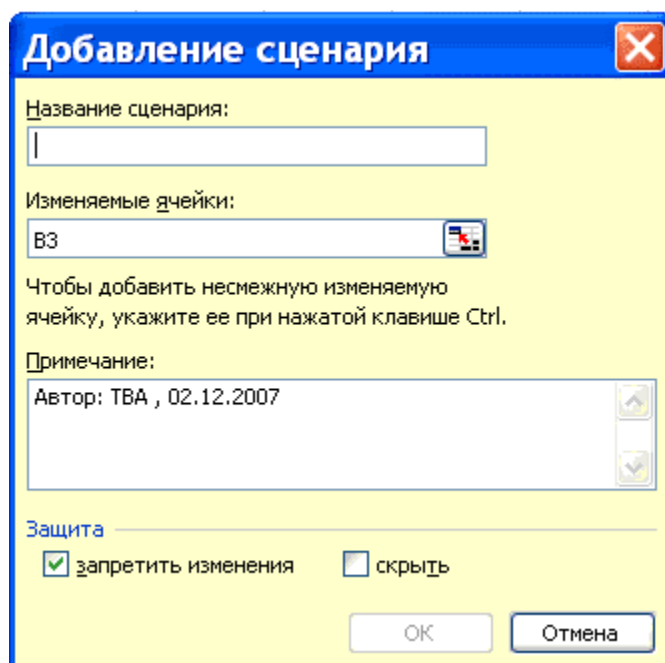 Добавление сценария
Название сценария:
Изменяемые ячейки:
B3
Чтобы добавить несмежную изменяемую
ячейку, укажите ее при нажатой клавише Ctrl.
Примечание:
Автор: ТВА , 02.12.2007
Защита
запретить изменения скрыть
ОК Отмена